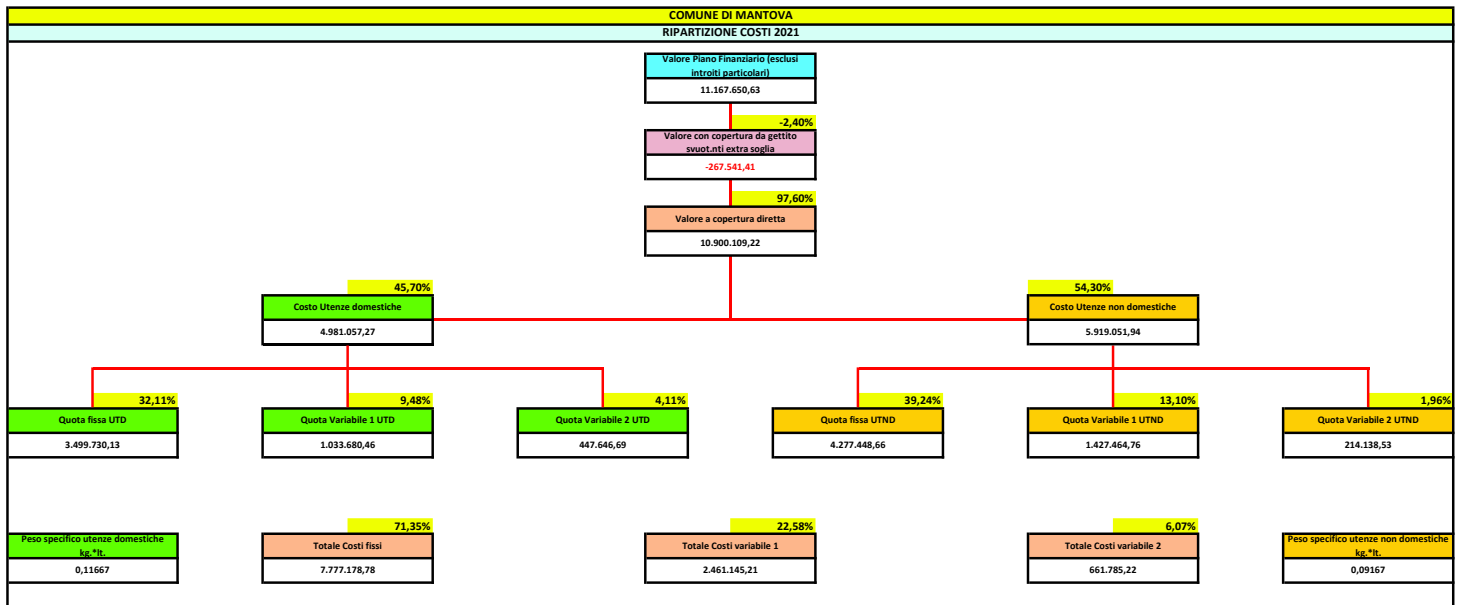 COMUNE DI MANTOVA
RIPARTIZIONE COSTI 2021
Valore Piano Finanziario (esclusi
introiti particolari)
11.167.650,63
-2,40%
Valore con copertura da gettito
svuot.nti extra soglia
-267.541,41
97,60%
Valore a copertura diretta
10.900.109,22
45,70%
54,30%
Costo Utenze domestiche
Costo Utenze non domestiche
4.981.057,27
5.919.051,94
32,11%
9,48%
4,11%
39,24%
13,10%
1,96%
Quota fissa UTD
Quota Variabile 1 UTD
Quota Variabile 2 UTD
Quota fissa UTND
Quota Variabile 1 UTND
Quota Variabile 2 UTND
3.499.730,13
1.033.680,46
447.646,69
4.277.448,66
1.427.464,76
214.138,53
71,35%
22,58%
6,07%
Peso specifico utenze domestiche
kg.*lt.
Totale Costi fissi
Totale Costi variabile 1
Totale Costi variabile 2
Peso specifico utenze non domestiche
kg.*lt.
0,11667
7.777.178,78
2.461.145,21
661.785,22
0,09167